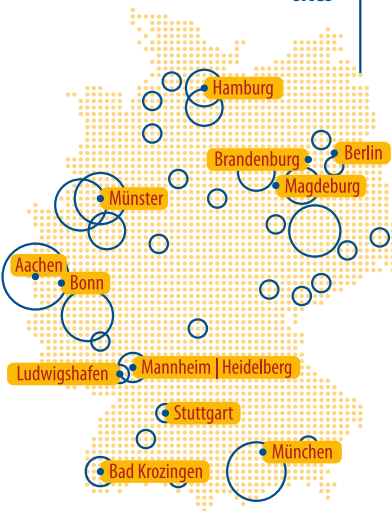 Hamburg
Brandenburg
Berlin
Magdeburg
Münster
Aachen
Bonn
Mannheim | Heidelberg
Ludwigshafen
Stuttgart
München
Bad Krozingen